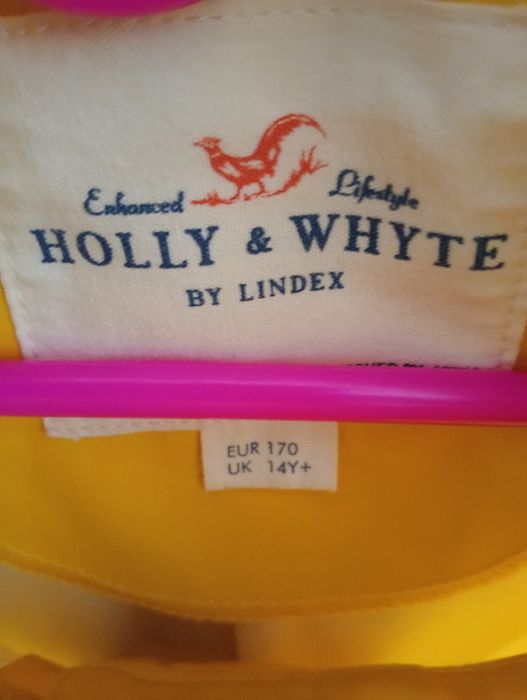 Enhanced Lifestyle
HOLLY & WHYTE
BY LINDEX
EUR 170
UK 14Y+